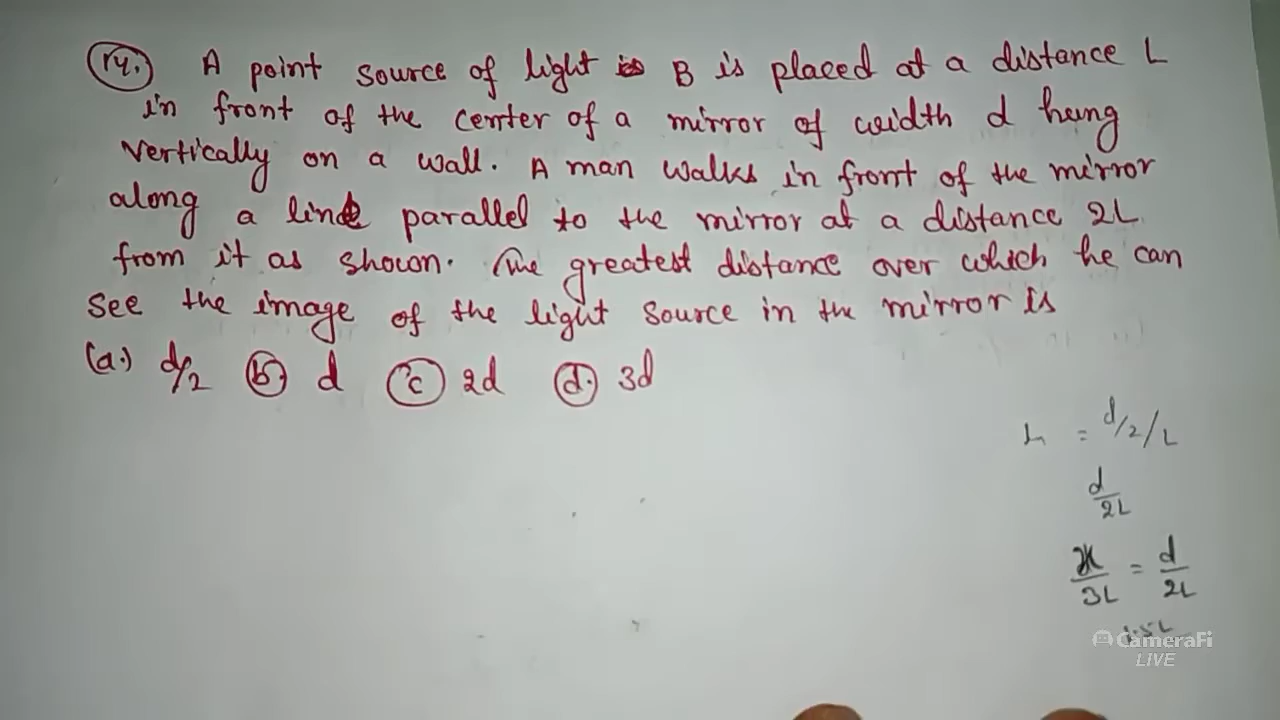 14. A point source of light is B is placed at a distance L
in front of the center of a mirror of width d hung
vertically on a wall. A man walks in front of the mirror
along a line parallel to the mirror at a distance 2L
from it as shown. The greatest distance over which he can
see the image of the light source in the mirror is
(a.) d/2 (b.) d (c) 2d (d.) 3d
= d/2/L
d/2L
x/3L = d/2L
CameraFi
LIVE